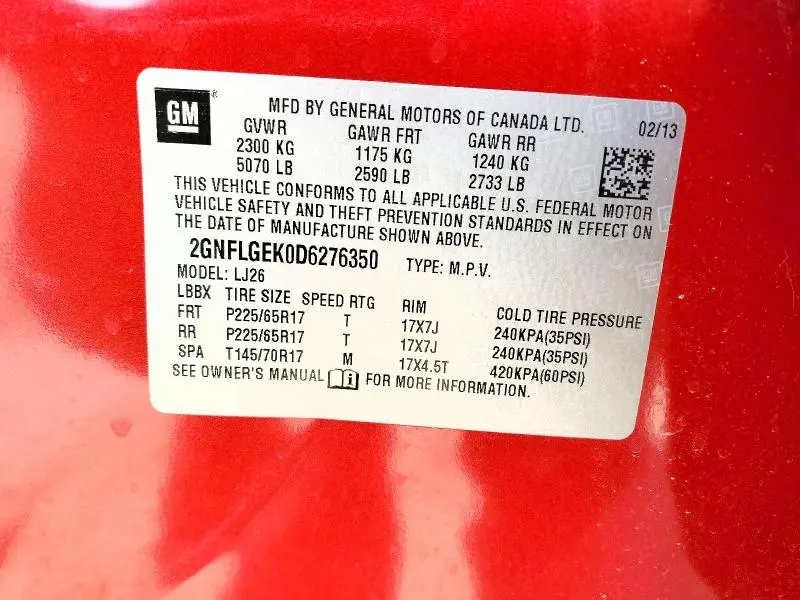 GM®
MFD BY GENERAL MOTORS OF CANADA LTD. 02/13
GVWR GAWR FRT GAWR RR
2300 KG 1175 KG 1240 KG
5070 LB 2590 LB 2733 LB
THIS VEHICLE CONFORMS TO ALL APPLICABLE U.S. FEDERAL MOTOR
VEHICLE SAFETY AND THEFT PREVENTION STANDARDS IN EFFECT ON
THE DATE OF MANUFACTURE SHOWN ABOVE.
2GNFLGEK0D6276350 TYPE: M.P.V.
MODEL: LJ26
LBBX TIRE SIZE SPEED RTG RIM COLD TIRE PRESSURE
FRT P225/65R17 T 17X7J 240KPA(35PSI)
RR P225/65R17 T 17X7J 240KPA(35PSI)
SPA T145/70R17 M 17X4.5T 420KPA(60PSI)
SEE OWNER'S MANUAL i FOR MORE INFORMATION.